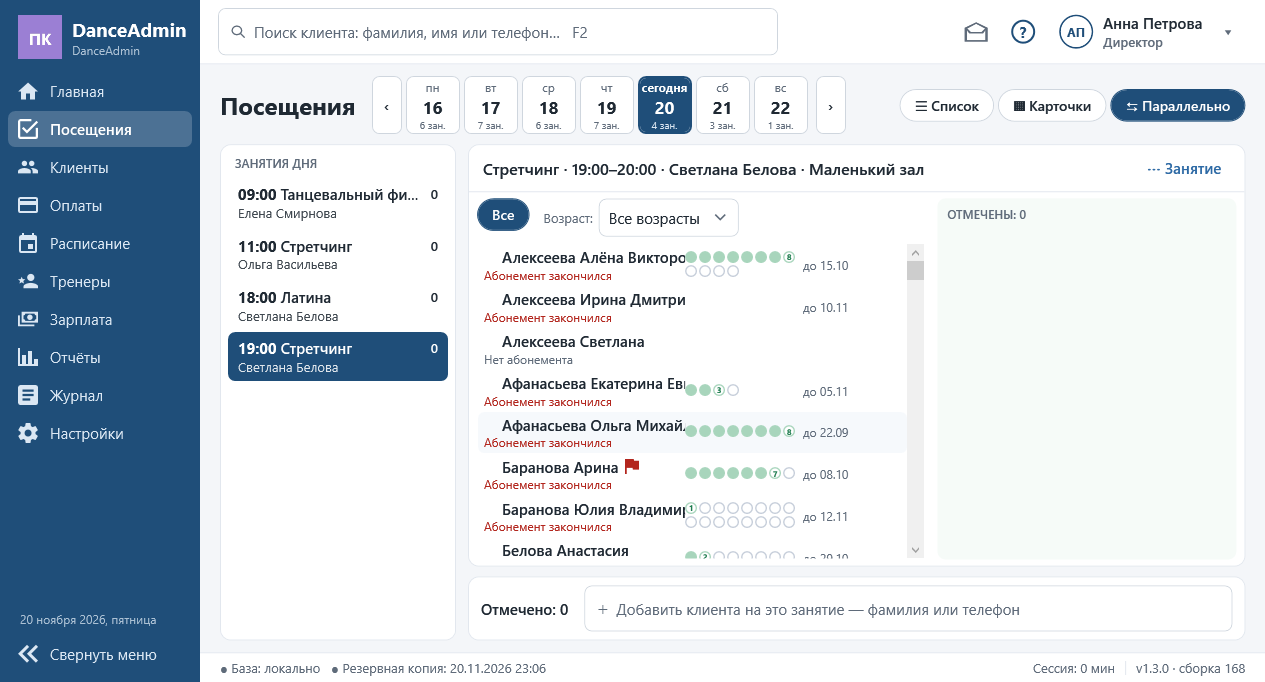 ПК
DanceAdmin
DanceAdmin
Главная
Посещения
Клиенты
Оплаты
Расписание
Тренеры
Зарплата
Отчёты
Журнал
Настройки
20 ноября 2026, пятница
Свернуть меню
Поиск клиента: фамилия, имя или телефон... F2
?
АП
Анна Петрова
Директор
Посещения
‹
пн
16
6 зан.
вт
17
7 зан.
ср
18
6 зан.
чт
19
7 зан.
сегодня
20
4 зан.
сб
21
3 зан.
вс
22
1 зан.
›
Список
Карточки
Параллельно
ЗАНЯТИЯ ДНЯ
09:00 Танцевальный фи... 0
Елена Смирнова
11:00 Стретчинг 0
Ольга Васильева
18:00 Латина 0
Светлана Белова
19:00 Стретчинг 0
Светлана Белова
Стретчинг · 19:00–20:00 · Светлана Белова · Маленький зал
··· Занятие
Все
Возраст:
Все возрасты
Алексеева Алёна Викторо 8 до 15.10
Абонемент закончился
Алексеева Ирина Дмитри до 10.11
Абонемент закончился
Алексеева Светлана
Нет абонемента
Афанасьева Екатерина Ев 3 до 05.11
Абонемент закончился
Афанасьева Ольга Михай 8 до 22.09
Абонемент закончился
Баранова Арина 7 до 08.10
Абонемент закончился
Баранова Юлия Владимир 1 до 12.11
Абонемент закончился
Белова Анастасия 2 до 29.10
ОТМЕЧЕНЫ: 0
Отмечено: 0
+ Добавить клиента на это занятие — фамилия или телефон
● База: локально ● Резервная копия: 20.11.2026 23:06
Сессия: 0 мин
v1.3.0 · сборка 168